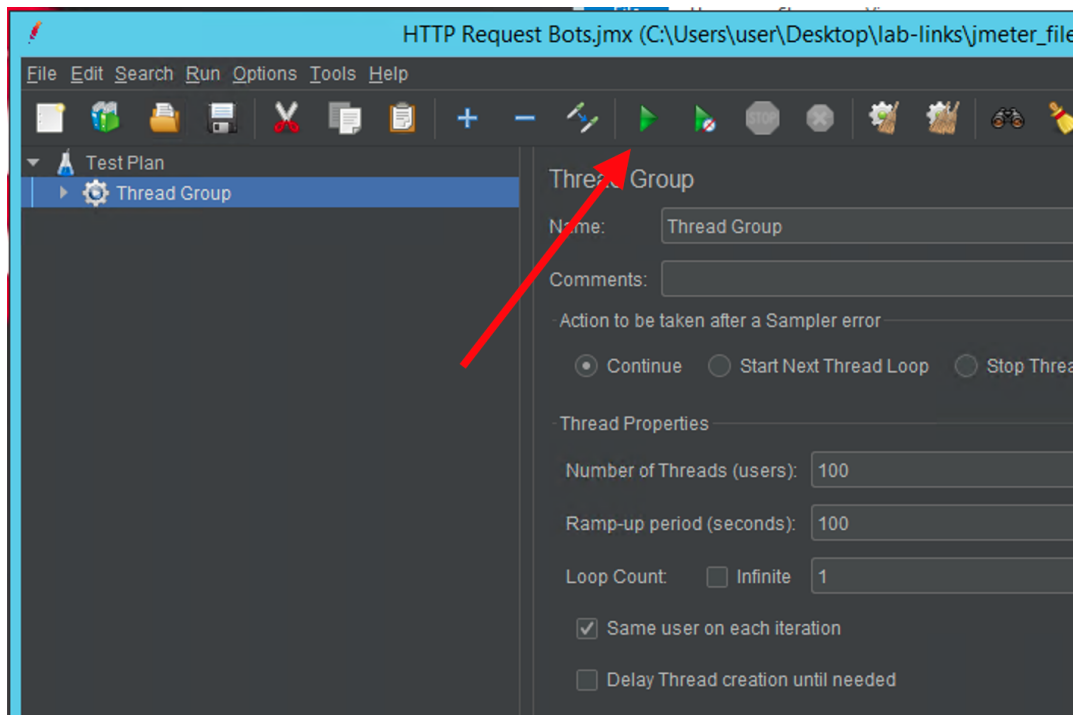 HTTP Request Bots.jmx (C:\Users\user\Desktop\lab-links\jmeter_file
File Edit Search Run Options Tools Help
STOP
Test Plan
Thread Group
Thread Group
Name: Thread Group
Comments:
Action to be taken after a Sampler error
Continue Start Next Thread Loop Stop Threa
Thread Properties
Number of Threads (users): 100
Ramp-up period (seconds): 100
Loop Count: Infinite 1
Same user on each iteration
Delay Thread creation until needed